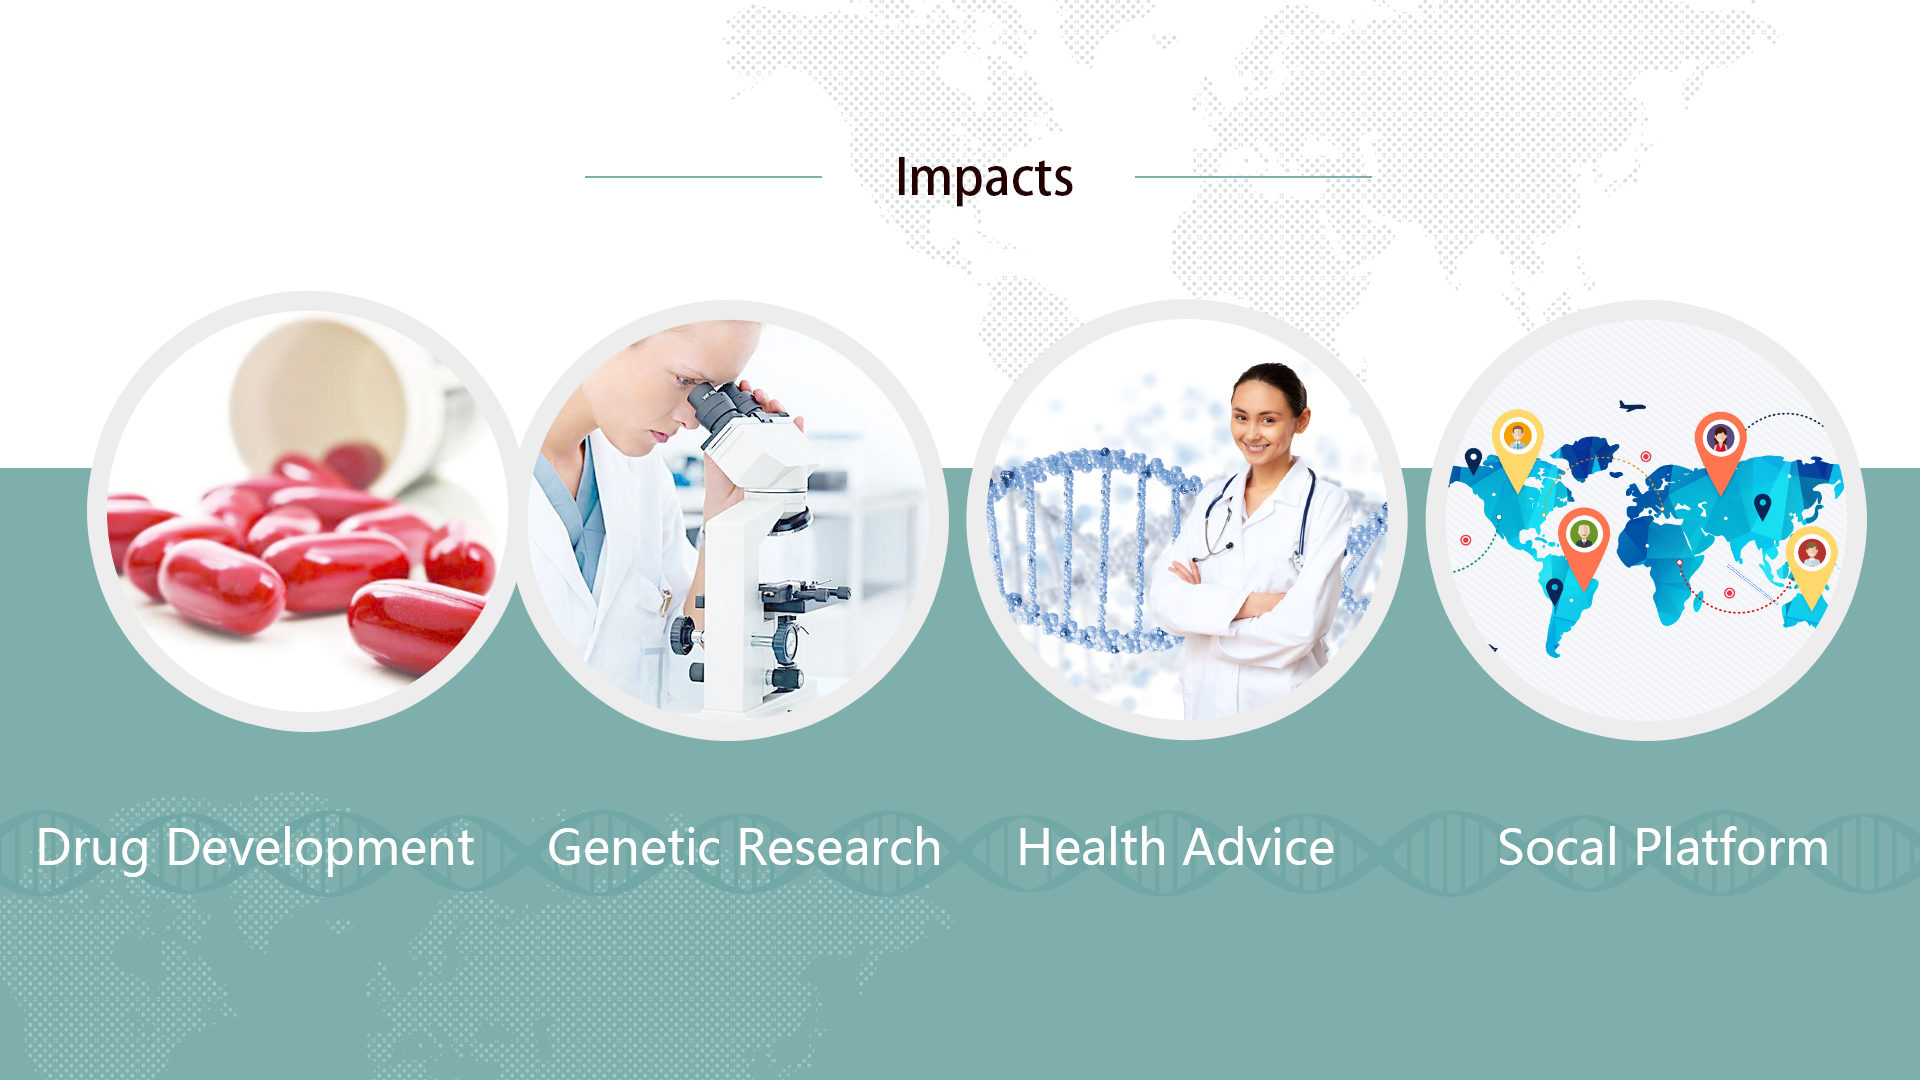 Impacts
Drug Development
Genetic Research
Health Advice
Socal Platform